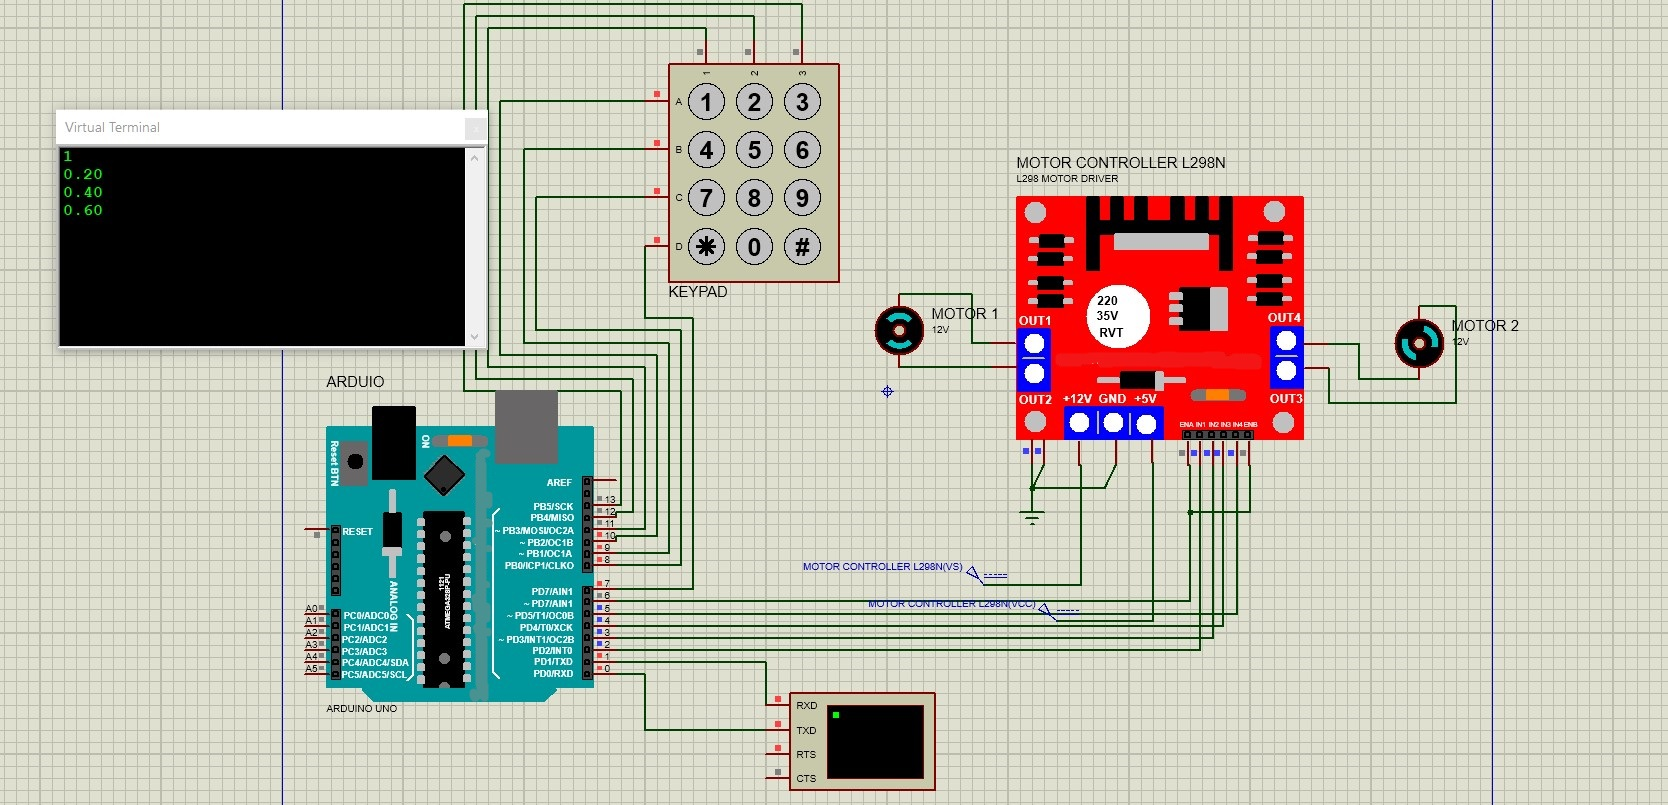 Virtual Terminal
1
0.20
0.40
0.60
1
2
3
A
1 2 3
B
4 5 6
C
7 8 9
D
* 0 #
KEYPAD
MOTOR CONTROLLER L298N
L298 MOTOR DRIVER
220
35V
RVT
OUT1
OUT4
OUT2
OUT3
+12V GND +5V
ENA IN1 IN2 IN3 IN4 ENB
MOTOR 1
12V
MOTOR 2
12V
ARDUIO
Reset BTN
ON
AREF
PB5/SCK 13
PB4/MISO 12
~ PB3/MOSI/OC2A 11
~ PB2/OC1B 10
~ PB1/OC1A 9
PB0/ICP1/CLKO 8
RESET
1121
ATMEGA328P-PU
ANALOG IN
PD7/AIN1 7
~ PD7/AIN1 6
~ PD5/T1/OC0B 5
PD4/T0/XCK 4
~ PD3/INT1/OC2B 3
PD2/INT0 2
PD1/TXD 1
PD0/RXD 0
A0 PC0/ADC0
A1 PC1/ADC1
A2 PC2/ADC2
A3 PC3/ADC3
A4 PC4/ADC4/SDA
A5 PC5/ADC5/SCL
ARDUINO UNO
MOTOR CONTROLLER L298N(VS)
MOTOR CONTROLLER L298N(VCC)
RXD
TXD
RTS
CTS